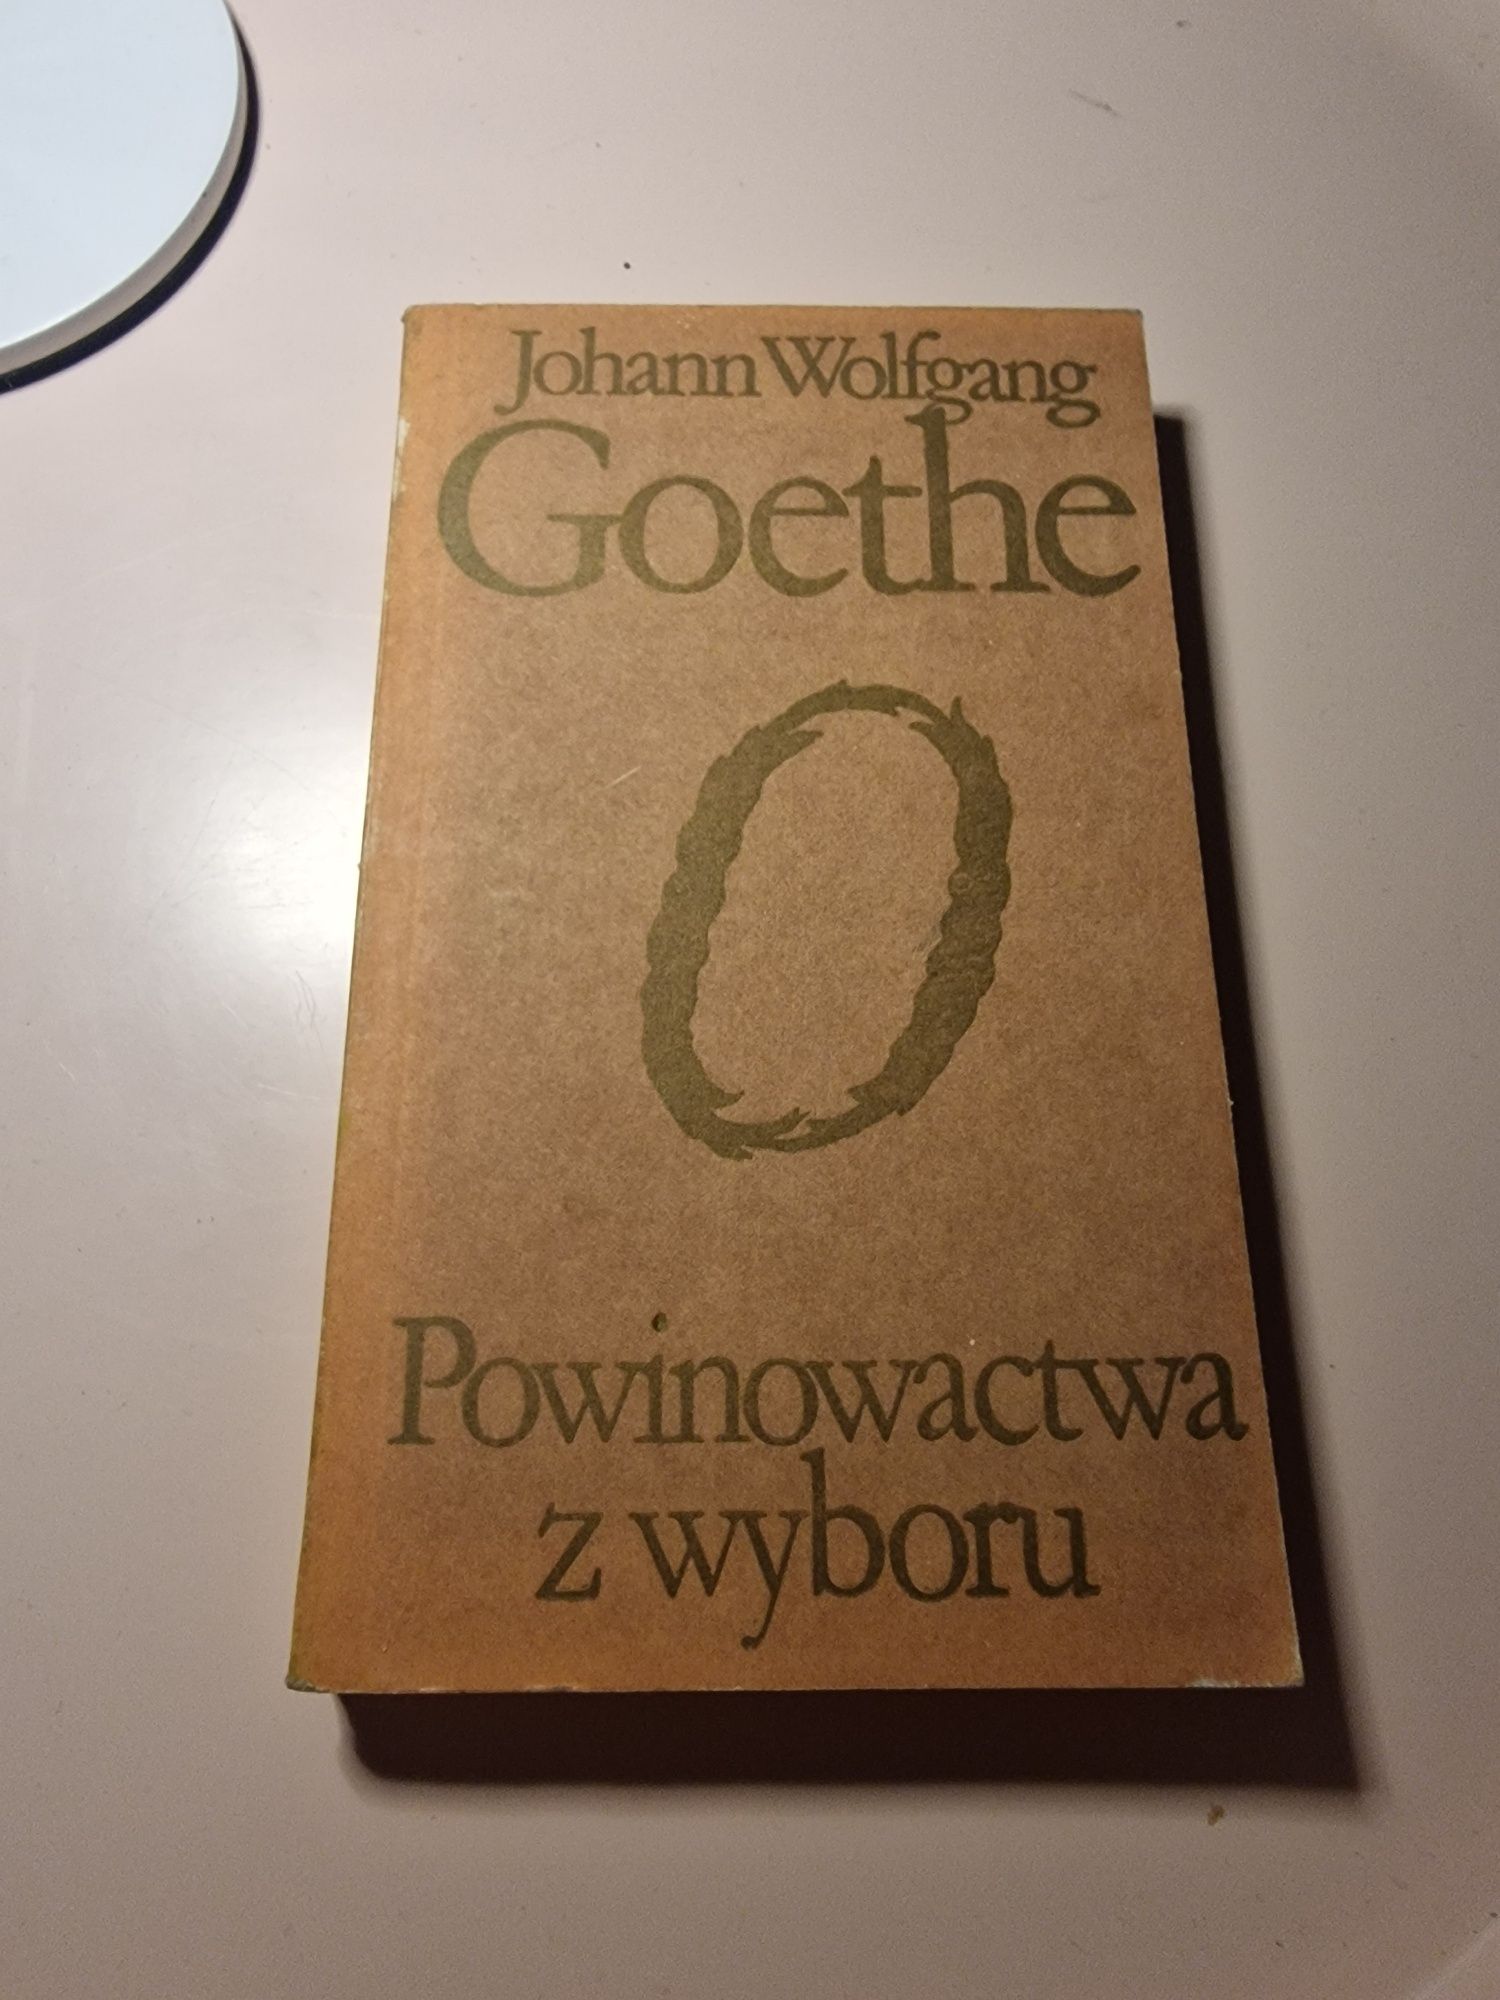 Johann Wolfgang
Goethe
Powinowactwa
z wyboru